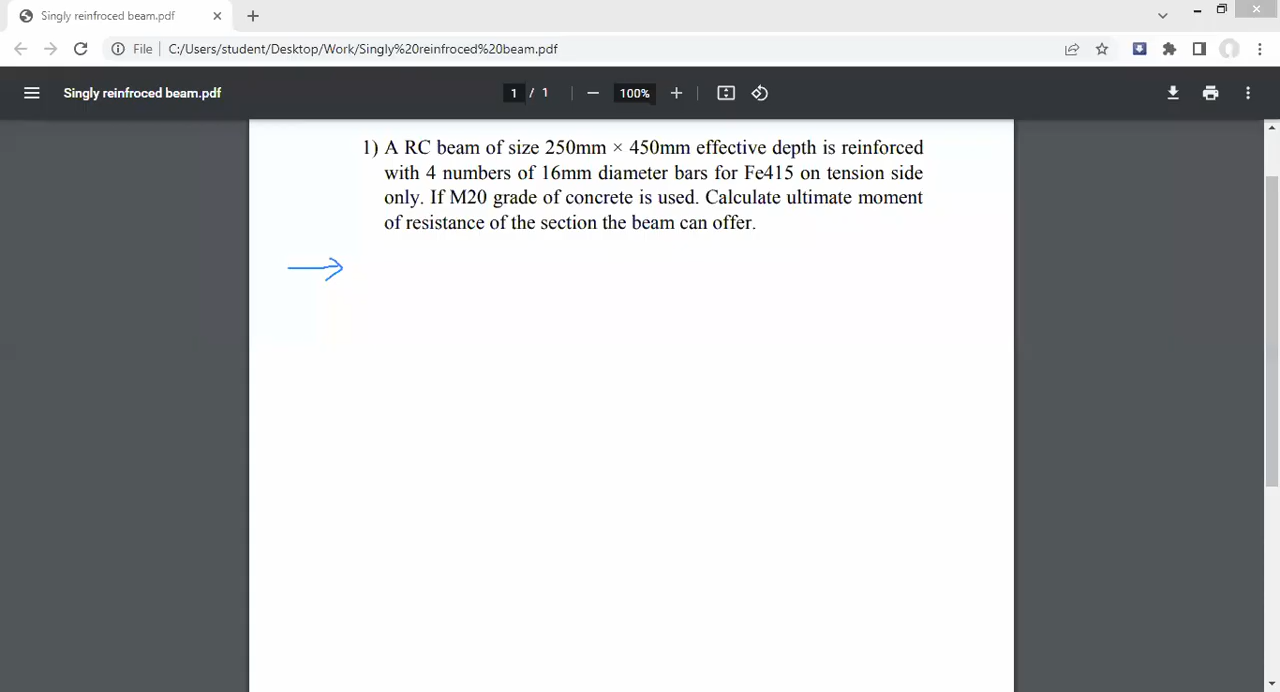 Singly reinfroced beam.pdf
File
C:/Users/student/Desktop/Work/Singly%20reinfroced%20beam.pdf
Singly reinfroced beam.pdf
1 / 1
100%
1) A RC beam of size 250mm × 450mm effective depth is reinforced
with 4 numbers of 16mm diameter bars for Fe415 on tension side
only. If M20 grade of concrete is used. Calculate ultimate moment
of resistance of the section the beam can offer.